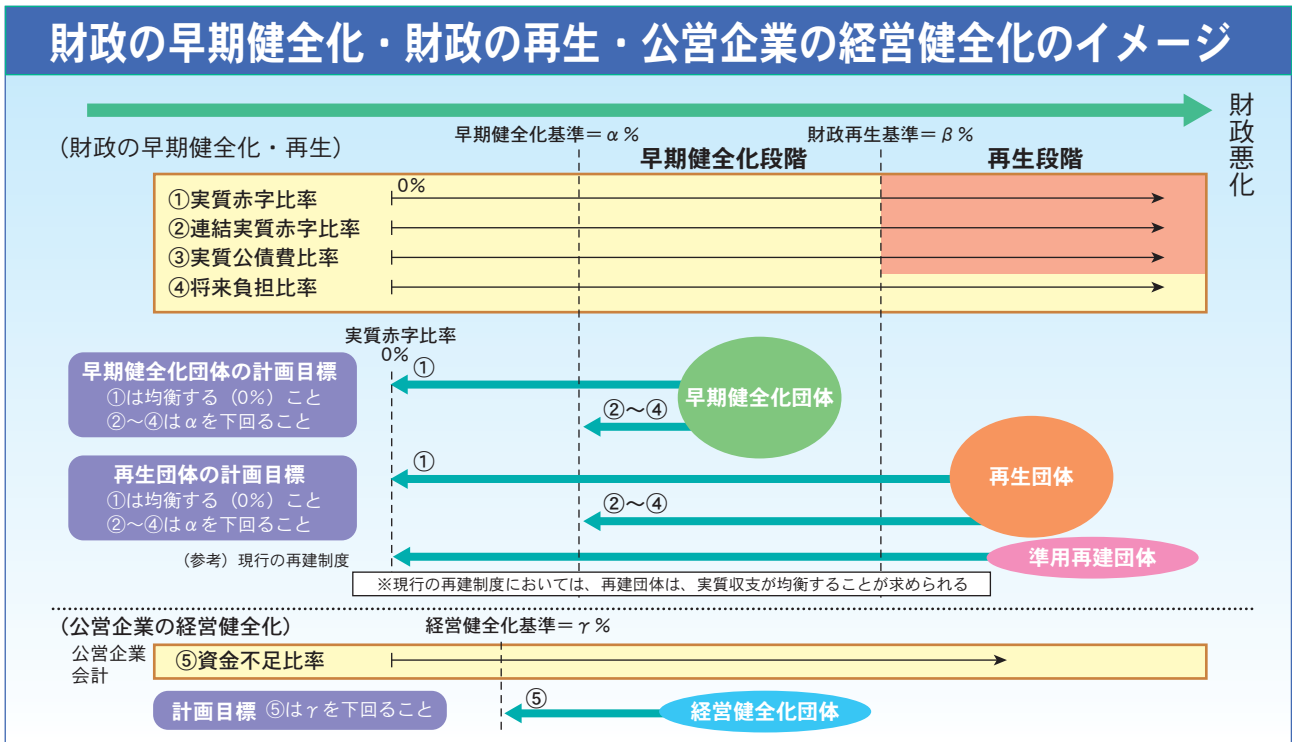 財政の早期健全化・財政の再生・公営企業の経営健全化のイメージ
財政悪化
(財政の早期健全化・再生)
早期健全化基準=α%
財政再生基準=β%
早期健全化段階
再生段階
0%
①実質赤字比率
②連結実質赤字比率
③実質公債費比率
④将来負担比率
実質赤字比率
0%
早期健全化団体の計画目標
①は均衡する(0%)こと
②〜④はαを下回ること
①
②〜④
早期健全化団体
再生団体の計画目標
①は均衡する(0%)こと
②〜④はαを下回ること
①
②〜④
再生団体
(参考)現行の再建制度
準用再建団体
※現行の再建制度においては、再建団体は、実質収支が均衡することが求められる
(公営企業の経営健全化)
経営健全化基準=γ%
公営企業
会計
⑤資金不足比率
計画目標 ⑤はγを下回ること
⑤
経営健全化団体